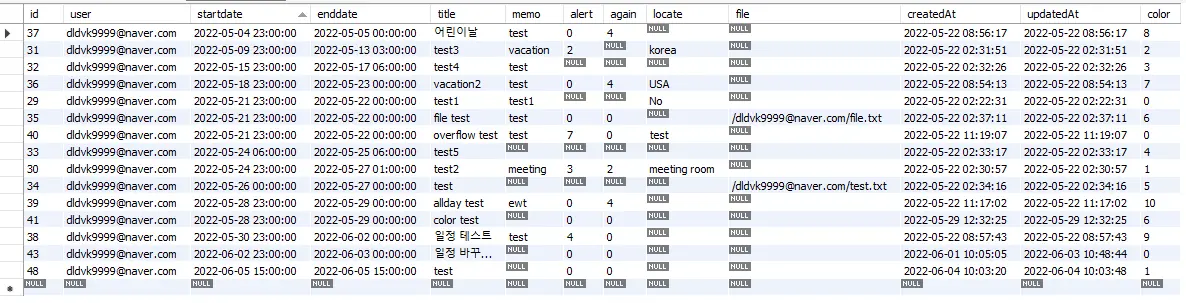 id user startdate enddate title memo alert again locate file createdAt updatedAt color
37 dldvk9999@naver.com 2022-05-04 23:00:00 2022-05-05 00:00:00 어린이날 test 0 4 NULL NULL 2022-05-22 08:56:17 2022-05-22 08:56:17 8
31 dldvk9999@naver.com 2022-05-09 23:00:00 2022-05-13 03:00:00 test3 vacation 2 NULL korea NULL 2022-05-22 02:31:51 2022-05-22 02:31:51 2
32 dldvk9999@naver.com 2022-05-15 23:00:00 2022-05-17 06:00:00 test4 test NULL NULL NULL NULL 2022-05-22 02:32:26 2022-05-22 02:32:26 3
36 dldvk9999@naver.com 2022-05-18 23:00:00 2022-05-23 00:00:00 vacation2 test 0 4 USA NULL 2022-05-22 08:54:13 2022-05-22 08:54:13 7
29 dldvk9999@naver.com 2022-05-21 23:00:00 2022-05-22 00:00:00 test1 test1 NULL NULL No NULL 2022-05-22 02:22:31 2022-05-22 02:22:31 0
35 dldvk9999@naver.com 2022-05-21 23:00:00 2022-05-22 00:00:00 file test test 0 0 NULL /dldvk9999@naver.com/file.txt 2022-05-22 02:37:11 2022-05-22 02:37:11 6
40 dldvk9999@naver.com 2022-05-21 23:00:00 2022-05-22 00:00:00 overflow test test 7 0 test NULL 2022-05-22 11:19:07 2022-05-22 11:19:07 0
33 dldvk9999@naver.com 2022-05-24 06:00:00 2022-05-25 06:00:00 test5 NULL NULL NULL NULL NULL 2022-05-22 02:33:17 2022-05-22 02:33:17 4
30 dldvk9999@naver.com 2022-05-24 23:00:00 2022-05-27 01:00:00 test2 meeting 3 2 meeting room NULL 2022-05-22 02:30:57 2022-05-22 02:30:57 1
34 dldvk9999@naver.com 2022-05-26 00:00:00 2022-05-27 00:00:00 test NULL NULL NULL NULL /dldvk9999@naver.com/test.txt 2022-05-22 02:34:16 2022-05-22 02:34:16 5
39 dldvk9999@naver.com 2022-05-28 23:00:00 2022-05-29 00:00:00 allday test ewt 0 4 NULL NULL 2022-05-22 11:17:02 2022-05-22 11:17:02 10
41 dldvk9999@naver.com 2022-05-28 23:00:00 2022-05-29 00:00:00 color test NULL 0 0 NULL NULL 2022-05-29 12:32:25 2022-05-29 12:32:25 6
38 dldvk9999@naver.com 2022-05-30 23:00:00 2022-06-02 00:00:00 일정 테스트 test 4 0 NULL NULL 2022-05-22 08:57:43 2022-05-22 08:57:43 9
43 dldvk9999@naver.com 2022-06-02 23:00:00 2022-06-03 00:00:00 일정 바꾸... NULL 0 0 NULL NULL 2022-06-01 10:05:05 2022-06-03 10:48:44 0
48 dldvk9999@naver.com 2022-06-05 15:00:00 2022-06-05 15:00:00 test NULL 0 0 NULL NULL 2022-06-04 10:03:20 2022-06-04 10:03:48 1
NULL NULL NULL NULL NULL NULL NULL NULL NULL NULL NULL NULL NULL